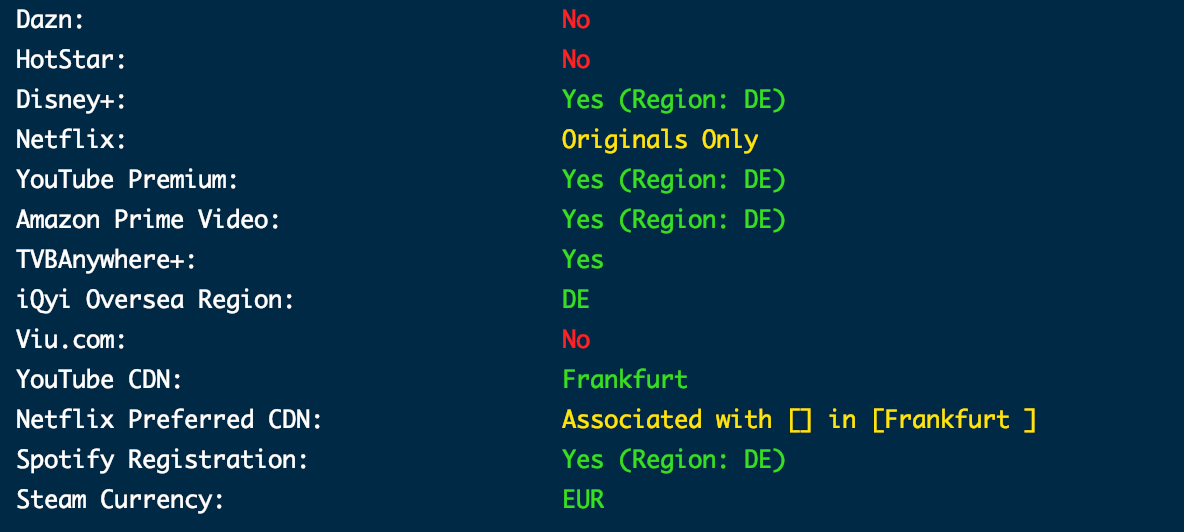 Dazn: No
HotStar: No
Disney+: Yes (Region: DE)
Netflix: Originals Only
YouTube Premium: Yes (Region: DE)
Amazon Prime Video: Yes (Region: DE)
TVBAnywhere+: Yes
iQyi Oversea Region: DE
Viu.com: No
YouTube CDN: Frankfurt
Netflix Preferred CDN: Associated with [] in [Frankfurt ]
Spotify Registration: Yes (Region: DE)
Steam Currency: EUR